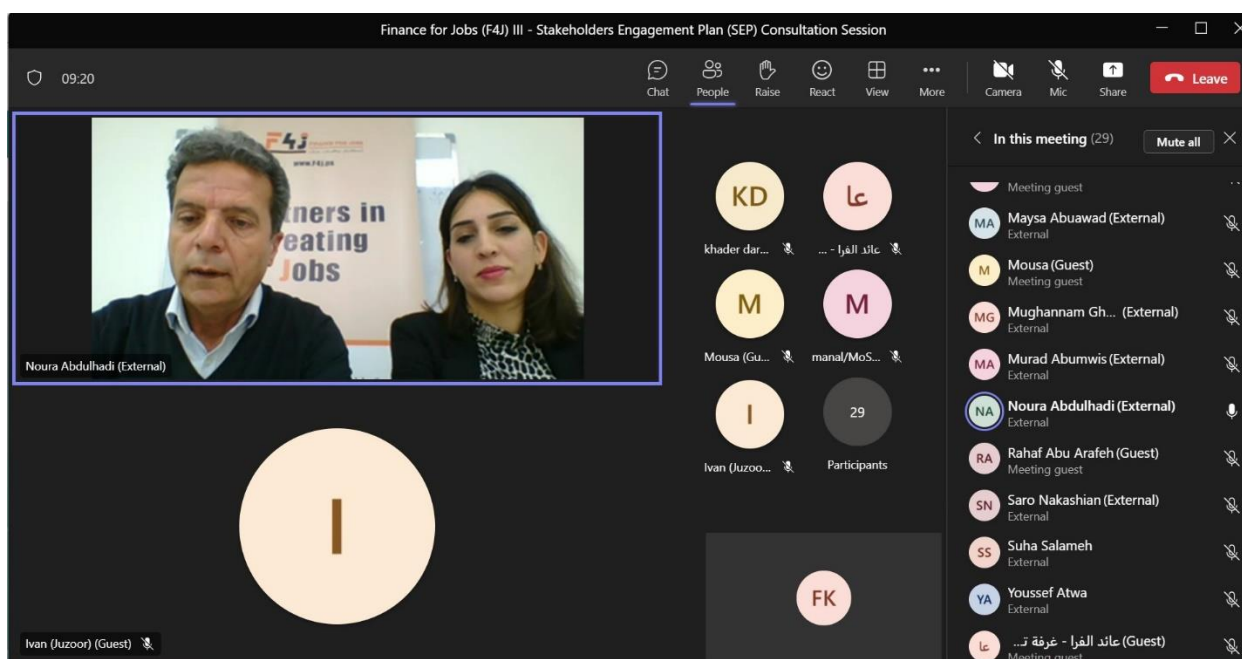 Finance for Jobs (F4J) III - Stakeholders Engagement Plan (SEP) Consultation Session
09:20
Chat
People
Raise
React
View
More
Camera
Mic
Share
Leave
F4J
www.f4j.ps
tners in
eating
Jobs
Noura Abdulhadi (External)
I
Ivan (Juzoor) (Guest)
KD
عا
khader dar...
عائد الفرا - ...
M
M
Mousa (Gu...
manal/MoS...
I
29
Ivan (Juzoo...
Participants
FK
In this meeting (29)
Mute all
Meeting guest
MA
Maysa Abuawad (External)
External
M
Mousa (Guest)
Meeting guest
MG
Mughannam Gh... (External)
External
MA
Murad Abumwis (External)
External
NA
Noura Abdulhadi (External)
External
RA
Rahaf Abu Arafeh (Guest)
Meeting guest
SN
Saro Nakashian (External)
External
SS
Suha Salameh
External
YA
Youssef Atwa
External
عا
عائد الفرا - غرفة ت... (Guest)
Meeting guest